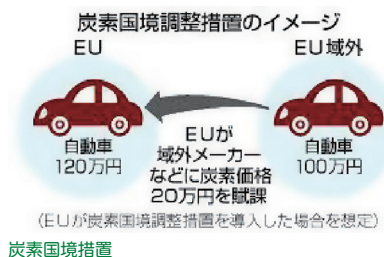 炭素国境調整措置のイメージ
EU
EU域外
自動車
120万円
EUが
域外メーカー
などに炭素価格
20万円を賦課
自動車
100万円
(EUが炭素国境調整措置を導入した場合を想定)
炭素国境措置